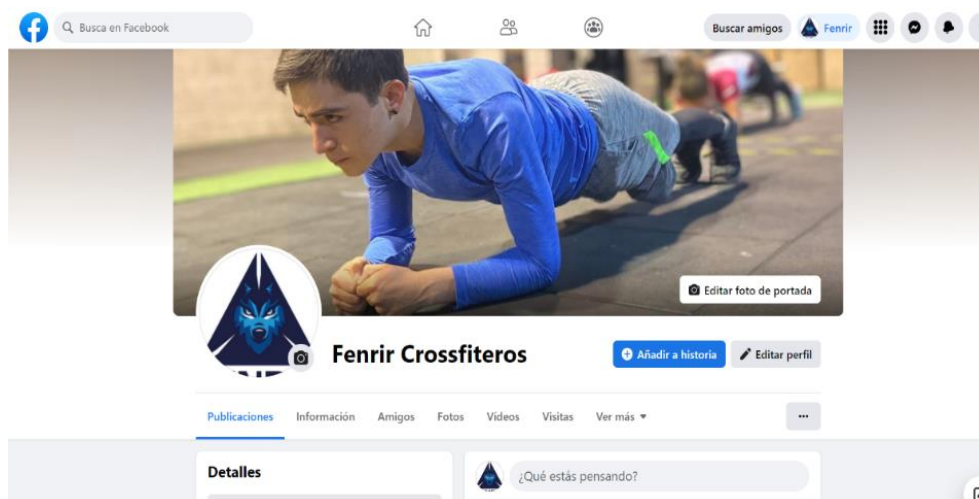 Busca en Facebook
Buscar amigos
Fenrir
Editar foto de portada
Fenrir Crossfiteros
Añadir a historia
Editar perfil
Publicaciones
Información
Amigos
Fotos
Vídeos
Visitas
Ver más
Detalles
¿Qué estás pensando?